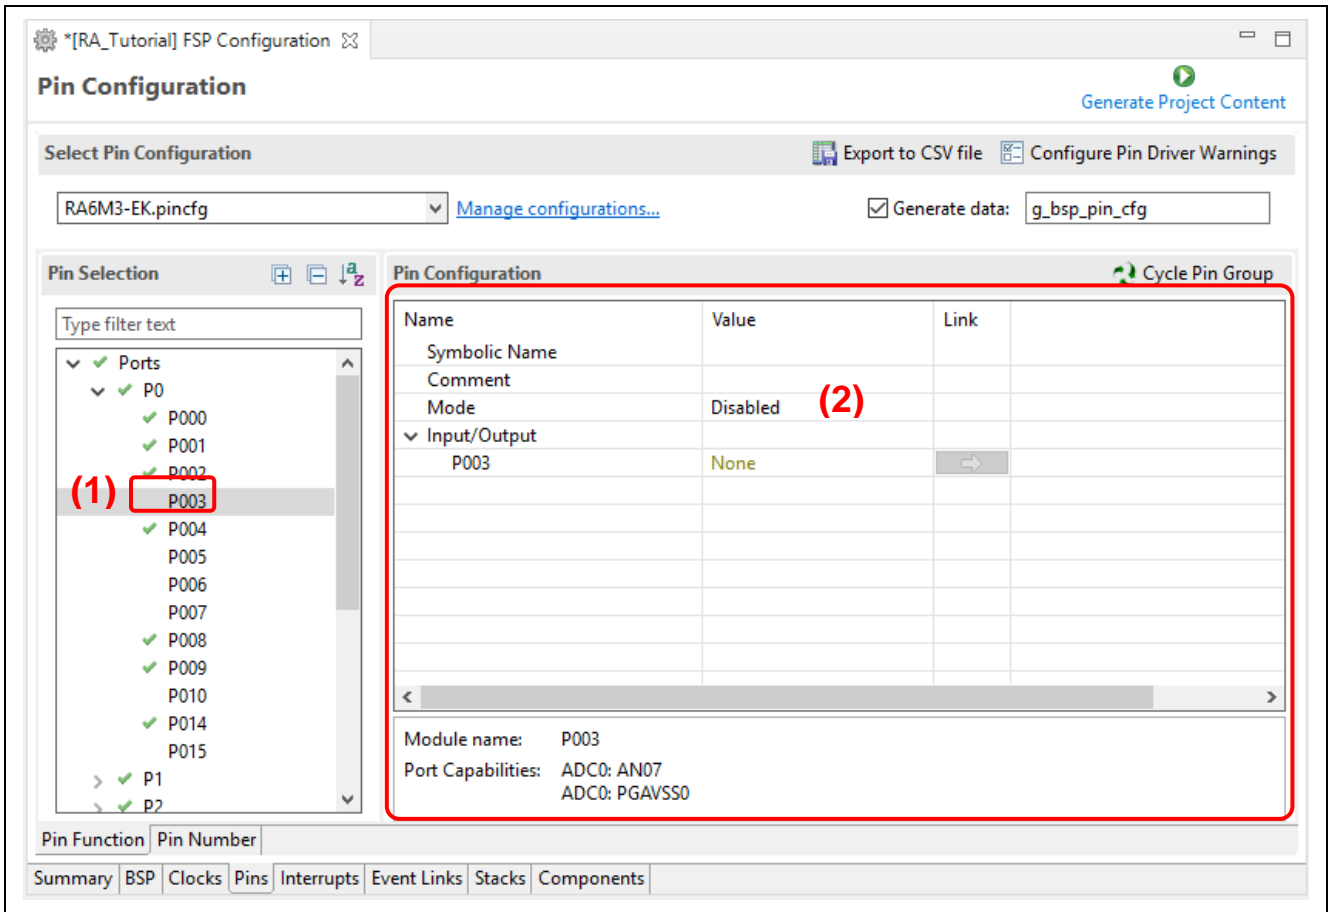 *[RA_Tutorial] FSP Configuration
Pin Configuration
Generate Project Content
Select Pin Configuration
Export to CSV file
Configure Pin Driver Warnings
RA6M3-EK.pincfg
Manage configurations...
Generate data:
g_bsp_pin_cfg
Pin Selection
Type filter text
Ports
P0
P000
P001
P002
(1)
P003
P004
P005
P006
P007
P008
P009
P010
P014
P015
P1
P2
Pin Configuration
Cycle Pin Group
Name Value Link
Symbolic Name
Comment
Mode Disabled
(2)
Input/Output
P003 None
Module name: P003
Port Capabilities: ADC0: AN07
ADC0: PGAVSS0
Pin Function Pin Number
Summary BSP Clocks Pins Interrupts Event Links Stacks Components